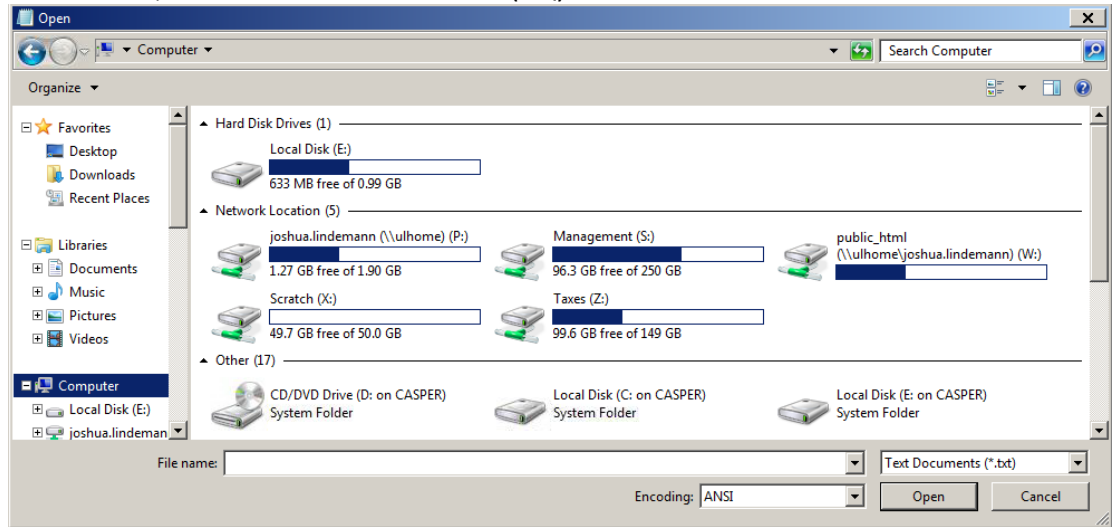 Open
Computer
Search Computer
Organize
Favorites
Desktop
Downloads
Recent Places
Libraries
Documents
Music
Pictures
Videos
Computer
Local Disk (E:)
joshua.lindeman
Hard Disk Drives (1)
Local Disk (E:)
633 MB free of 0.99 GB
Network Location (5)
joshua.lindemann (\\ulhome) (P:)
1.27 GB free of 1.90 GB
Management (S:)
96.3 GB free of 250 GB
public_html
(\\ulhome\joshua.lindemann) (W:)
Scratch (X:)
49.7 GB free of 50.0 GB
Taxes (Z:)
99.6 GB free of 149 GB
Other (17)
CD/DVD Drive (D: on CASPER)
System Folder
Local Disk (C: on CASPER)
System Folder
Local Disk (E: on CASPER)
System Folder
File name:
Text Documents (*.txt)
Encoding: ANSI
Open
Cancel